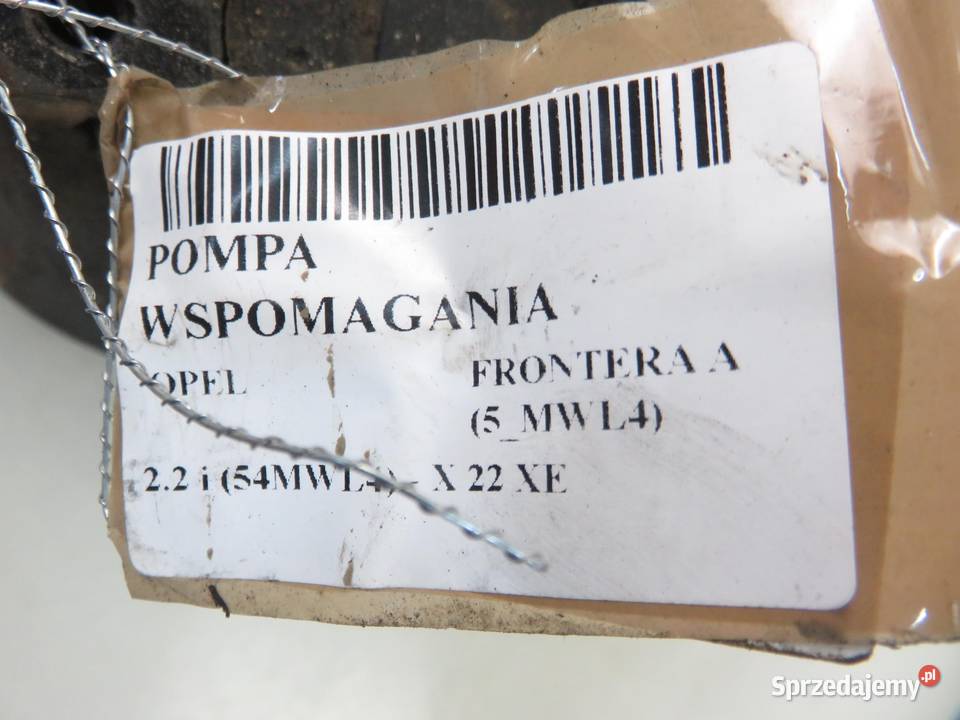 POMPA
WSPOMAGANIA
OPEL FRONTERA A
(5_MWL4)
2.2 i (54MWL4) - X 22 XE
Sprzedajemy.pl